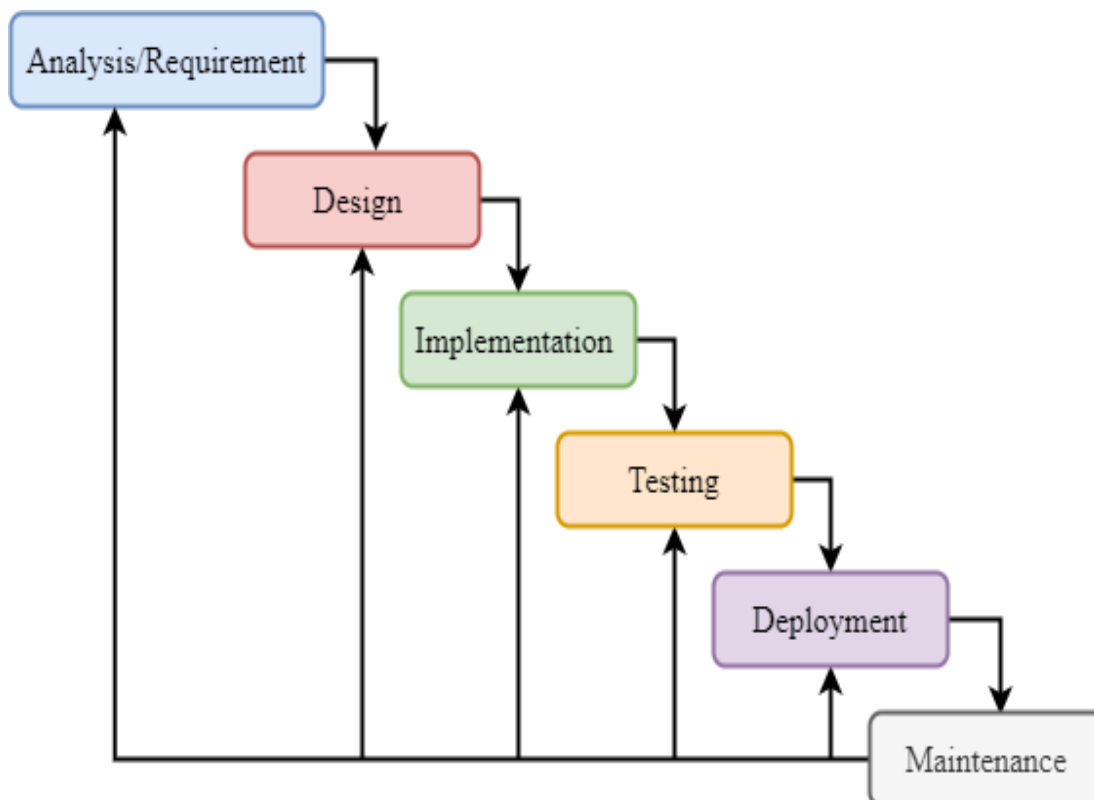 Analysis/Requirement
Design
Implementation
Testing
Deployment
Maintenance